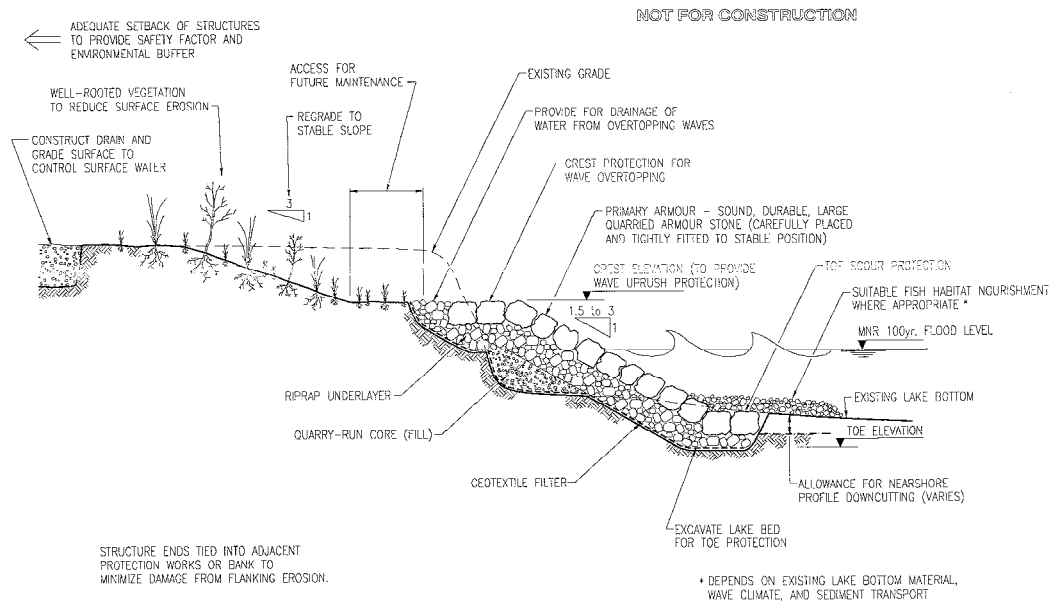 NOT FOR CONSTRUCTION
ADEQUATE SETBACK OF STRUCTURES
TO PROVIDE SAFETY FACTOR AND
ENVIRONMENTAL BUFFER
ACCESS FOR
FUTURE MAINTENANCE
EXISTING GRADE
WELL-ROOTED VEGETATION
TO REDUCE SURFACE EROSION
REGRADE TO
STABLE SLOPE
PROVIDE FOR DRAINAGE OF
WATER FROM OVERTOPPING WAVES
CONSTRUCT DRAIN AND
GRADE SURFACE TO
CONTROL SURFACE WATER
CREST PROTECTION FOR
WAVE OVERTOPPING
3
1
PRIMARY ARMOUR - SOUND, DURABLE, LARGE
QUARRIED ARMOUR STONE (CAREFULLY PLACED
AND TIGHTLY FITTED TO STABLE POSITION)
CREST ELEVATION (TO PROVIDE
WAVE UPRUSH PROTECTION)
TOE SCOUR PROTECTION
SUITABLE FISH HABITAT NOURISHMENT
WHERE APPROPRIATE *
1.5 to 3
1
MNR 100yr. FLOOD LEVEL
RIPRAP UNDERLAYER
EXISTING LAKE BOTTOM
QUARRY-RUN CORE (FILL)
TOE ELEVATION
GEOTEXTILE FILTER
ALLOWANCE FOR NEARSHORE
PROFILE DOWNCUTTING (VARIES)
EXCAVATE LAKE BED
FOR TOE PROTECTION
STRUCTURE ENDS TIED INTO ADJACENT
PROTECTION WORKS OR BANK TO
MINIMIZE DAMAGE FROM FLANKING EROSION.
* DEPENDS ON EXISTING LAKE BOTTOM MATERIAL,
WAVE CLIMATE, AND SEDIMENT TRANSPORT